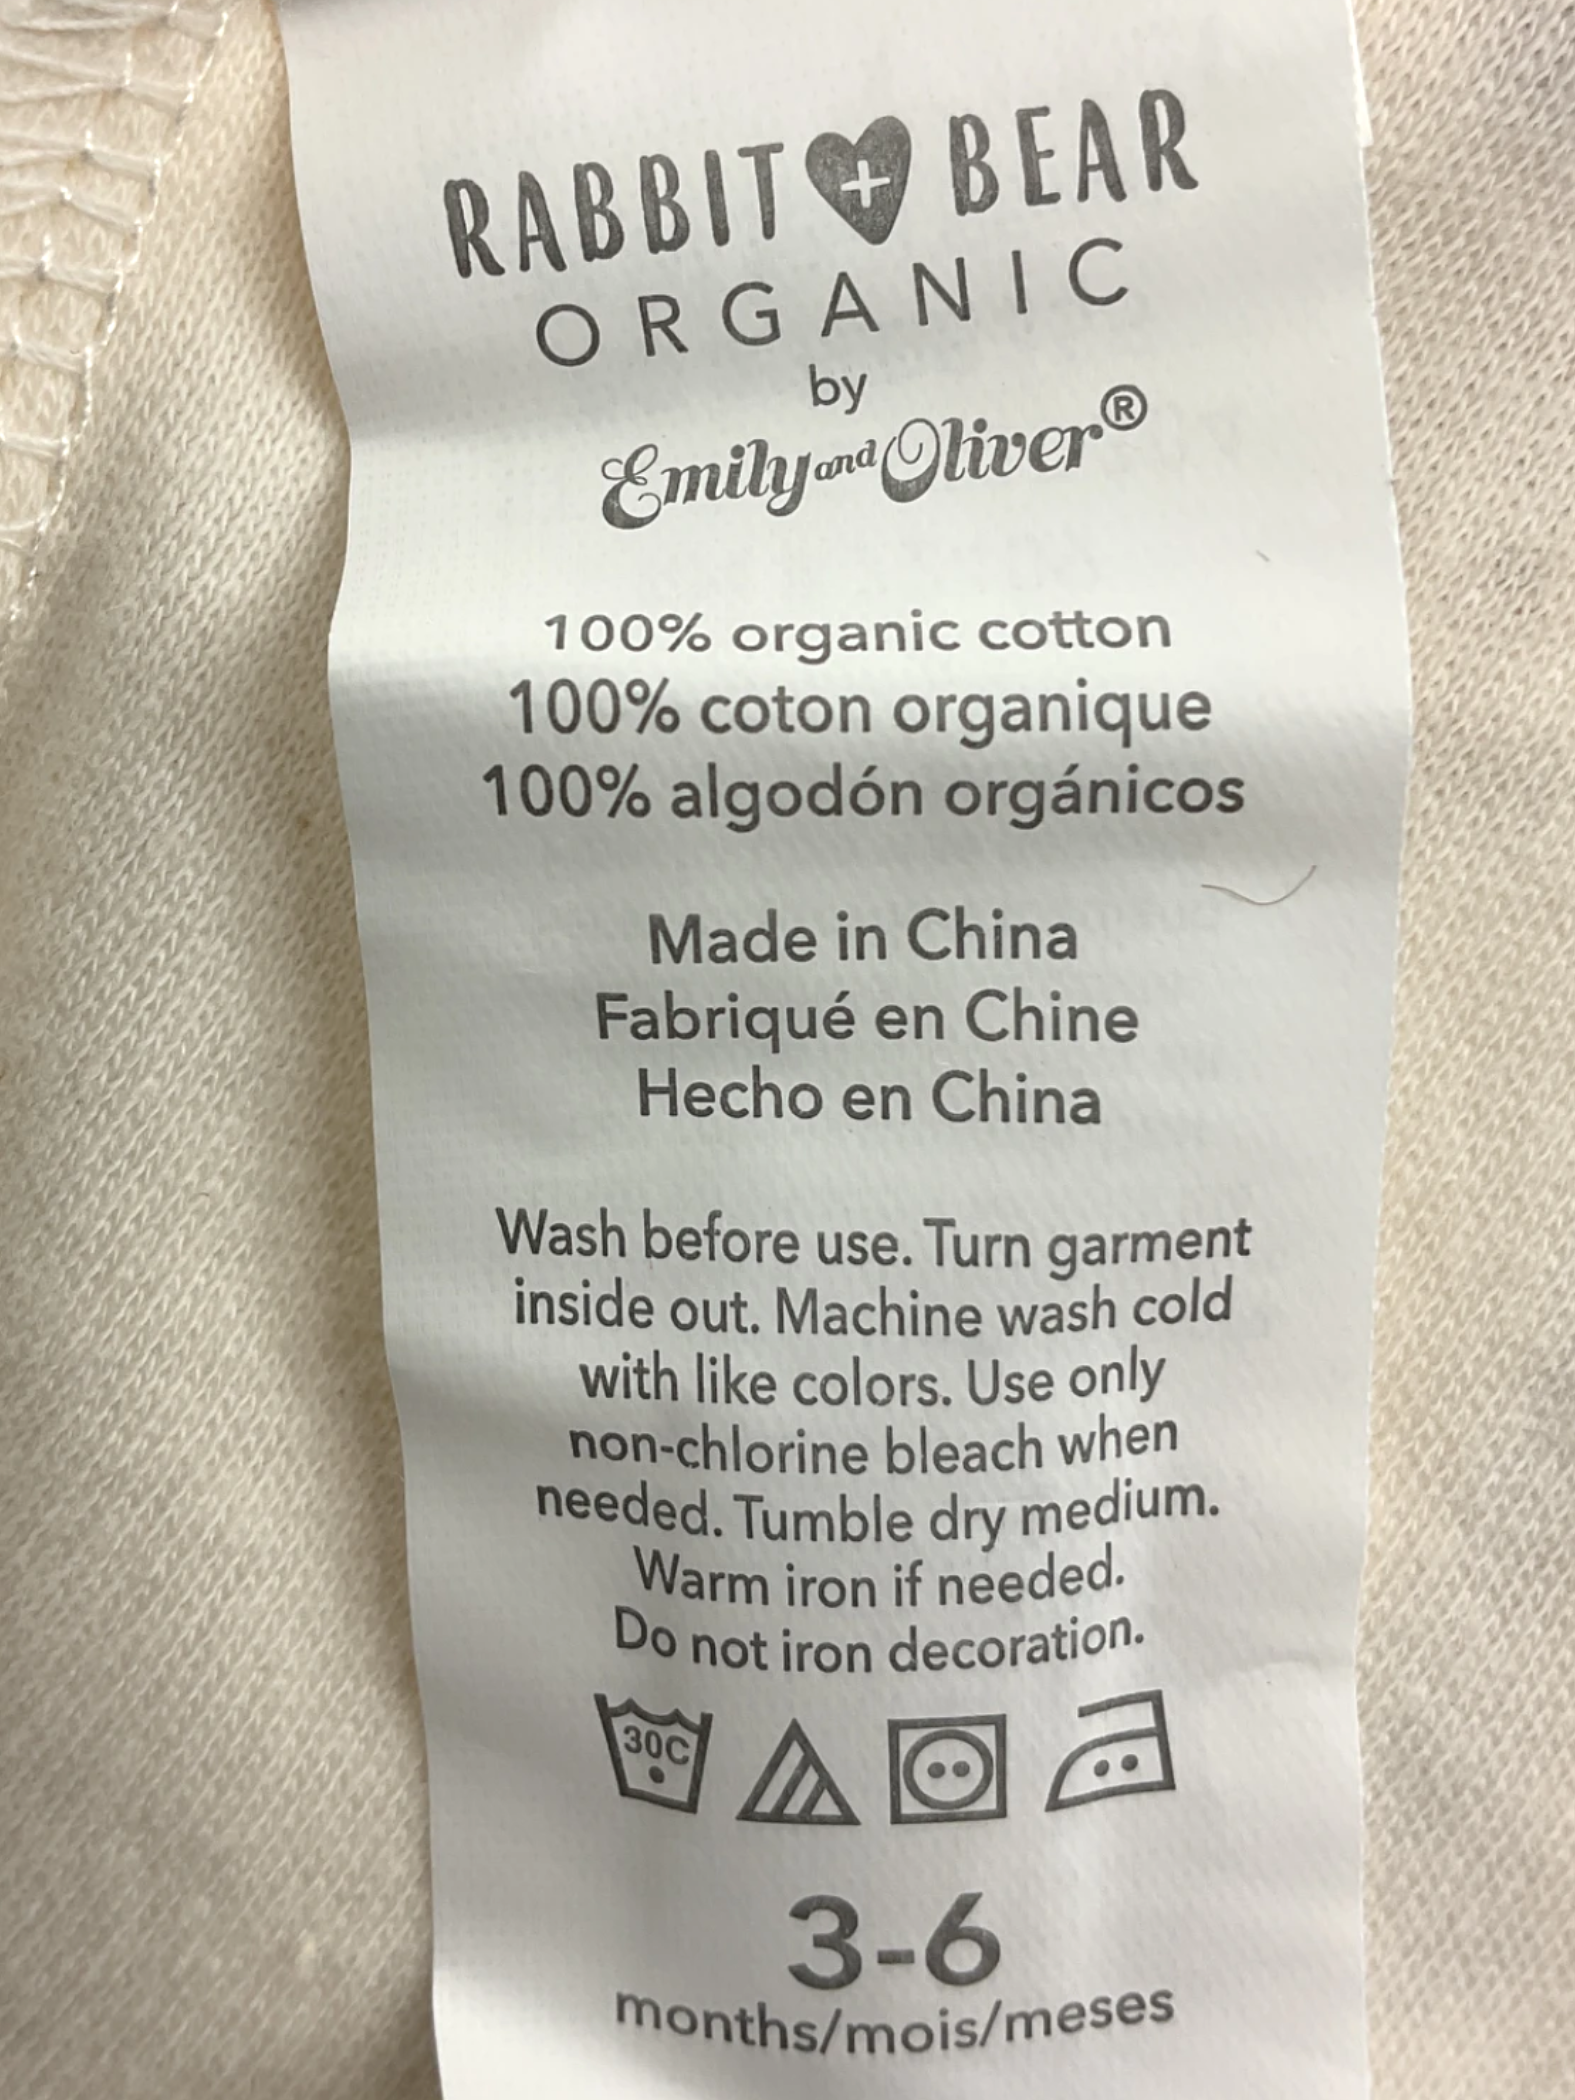 RABBIT + BEAR
ORGANIC
by
Emily and Oliver®
100% organic cotton
100% coton organique
100% algodón orgánicos
Made in China
Fabriqué en Chine
Hecho en China
Wash before use. Turn garment
inside out. Machine wash cold
with like colors. Use only
non-chlorine bleach when
needed. Tumble dry medium.
Warm iron if needed.
Do not iron decoration.
30C
3-6
months/mois/meses